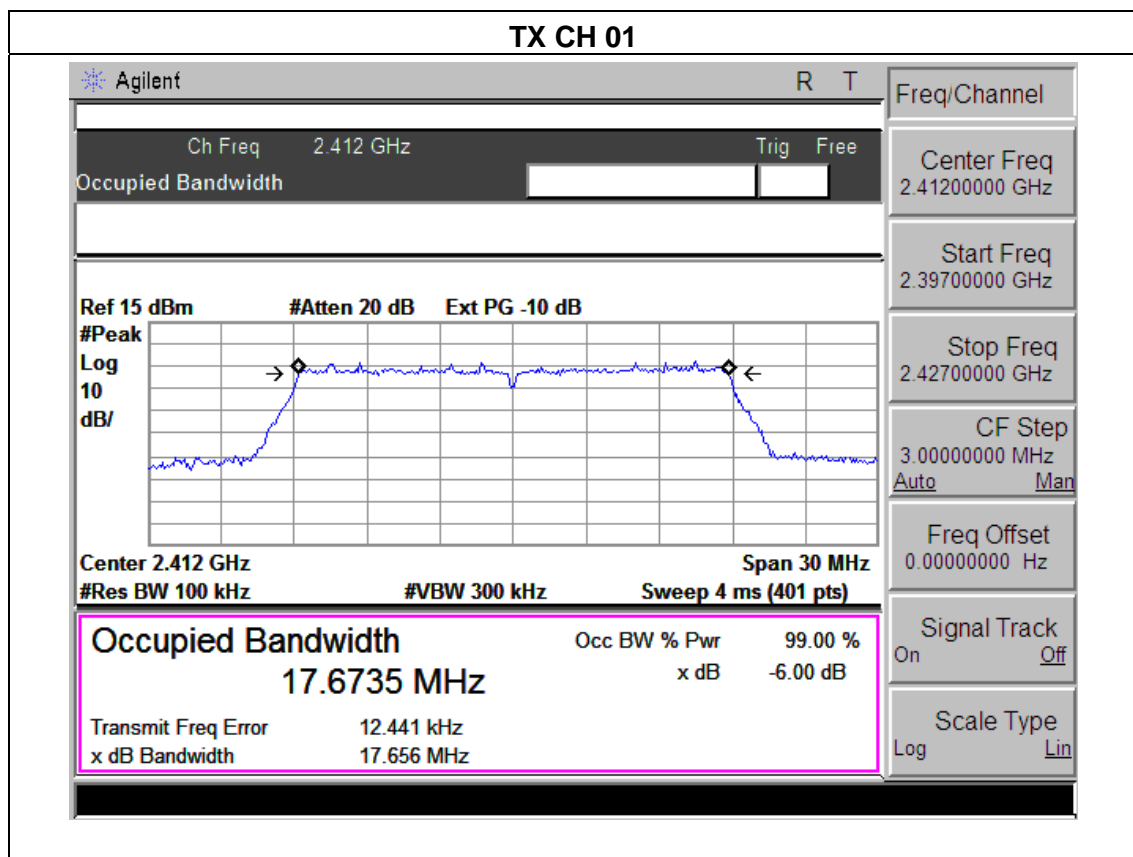 TX CH 01
Agilent R T
Ch Freq 2.412 GHz Trig Free
Occupied Bandwidth
Ref 15 dBm #Atten 20 dB Ext PG -10 dB
#Peak
Log
10
dB/
Center 2.412 GHz Span 30 MHz
#Res BW 100 kHz #VBW 300 kHz Sweep 4 ms (401 pts)
Occupied Bandwidth Occ BW % Pwr 99.00 %
17.6735 MHz x dB -6.00 dB
Transmit Freq Error 12.441 kHz
x dB Bandwidth 17.656 MHz
Freq/Channel
Center Freq
2.41200000 GHz
Start Freq
2.39700000 GHz
Stop Freq
2.42700000 GHz
CF Step
3.00000000 MHz
Auto Man
Freq Offset
0.00000000 Hz
Signal Track
On Off
Scale Type
Log Lin